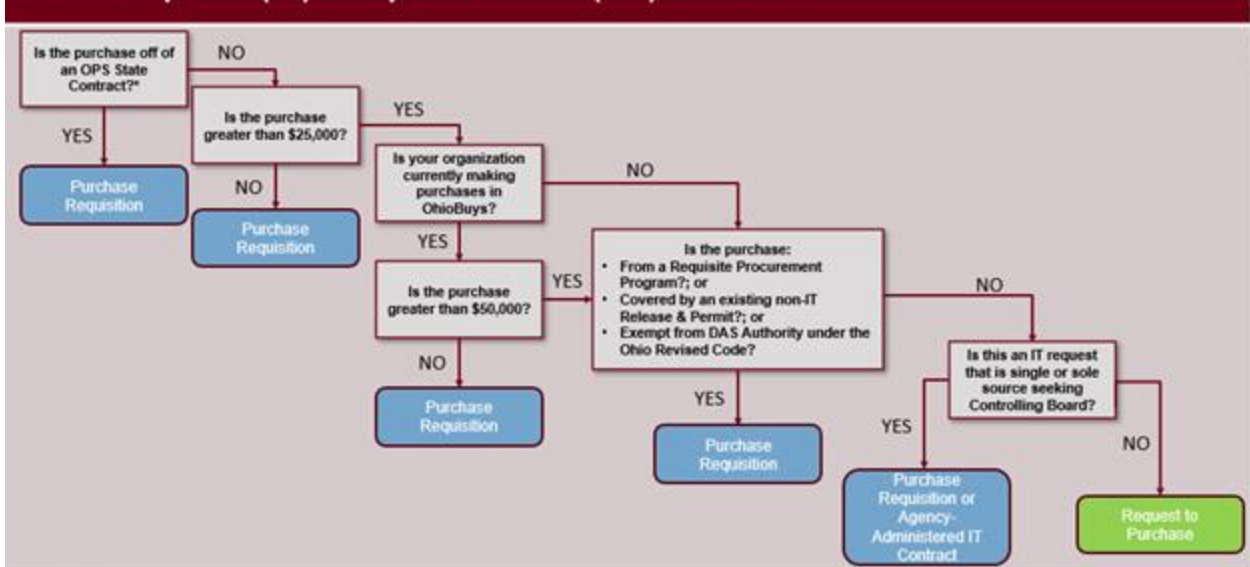 Is the purchase off of
an OPS State
Contract?*
NO
YES
Purchase
Requisition
Is the purchase
greater than $25,000?
YES
NO
Purchase
Requisition
Is your organization
currently making
purchases in
OhioBuys?
NO
YES
Is the purchase
greater than $50,000?
YES
NO
Purchase
Requisition
Is the purchase:
• From a Requisite Procurement
Program?; or
• Covered by an existing non-IT
Release & Permit?; or
• Exempt from DAS Authority under the
Ohio Revised Code?
NO
YES
Purchase
Requisition
Is this an IT request
that is single or sole
source seeking
Controlling Board?
YES
NO
Purchase
Requisition or
Agency-
Administered IT
Contract
Request to
Purchase